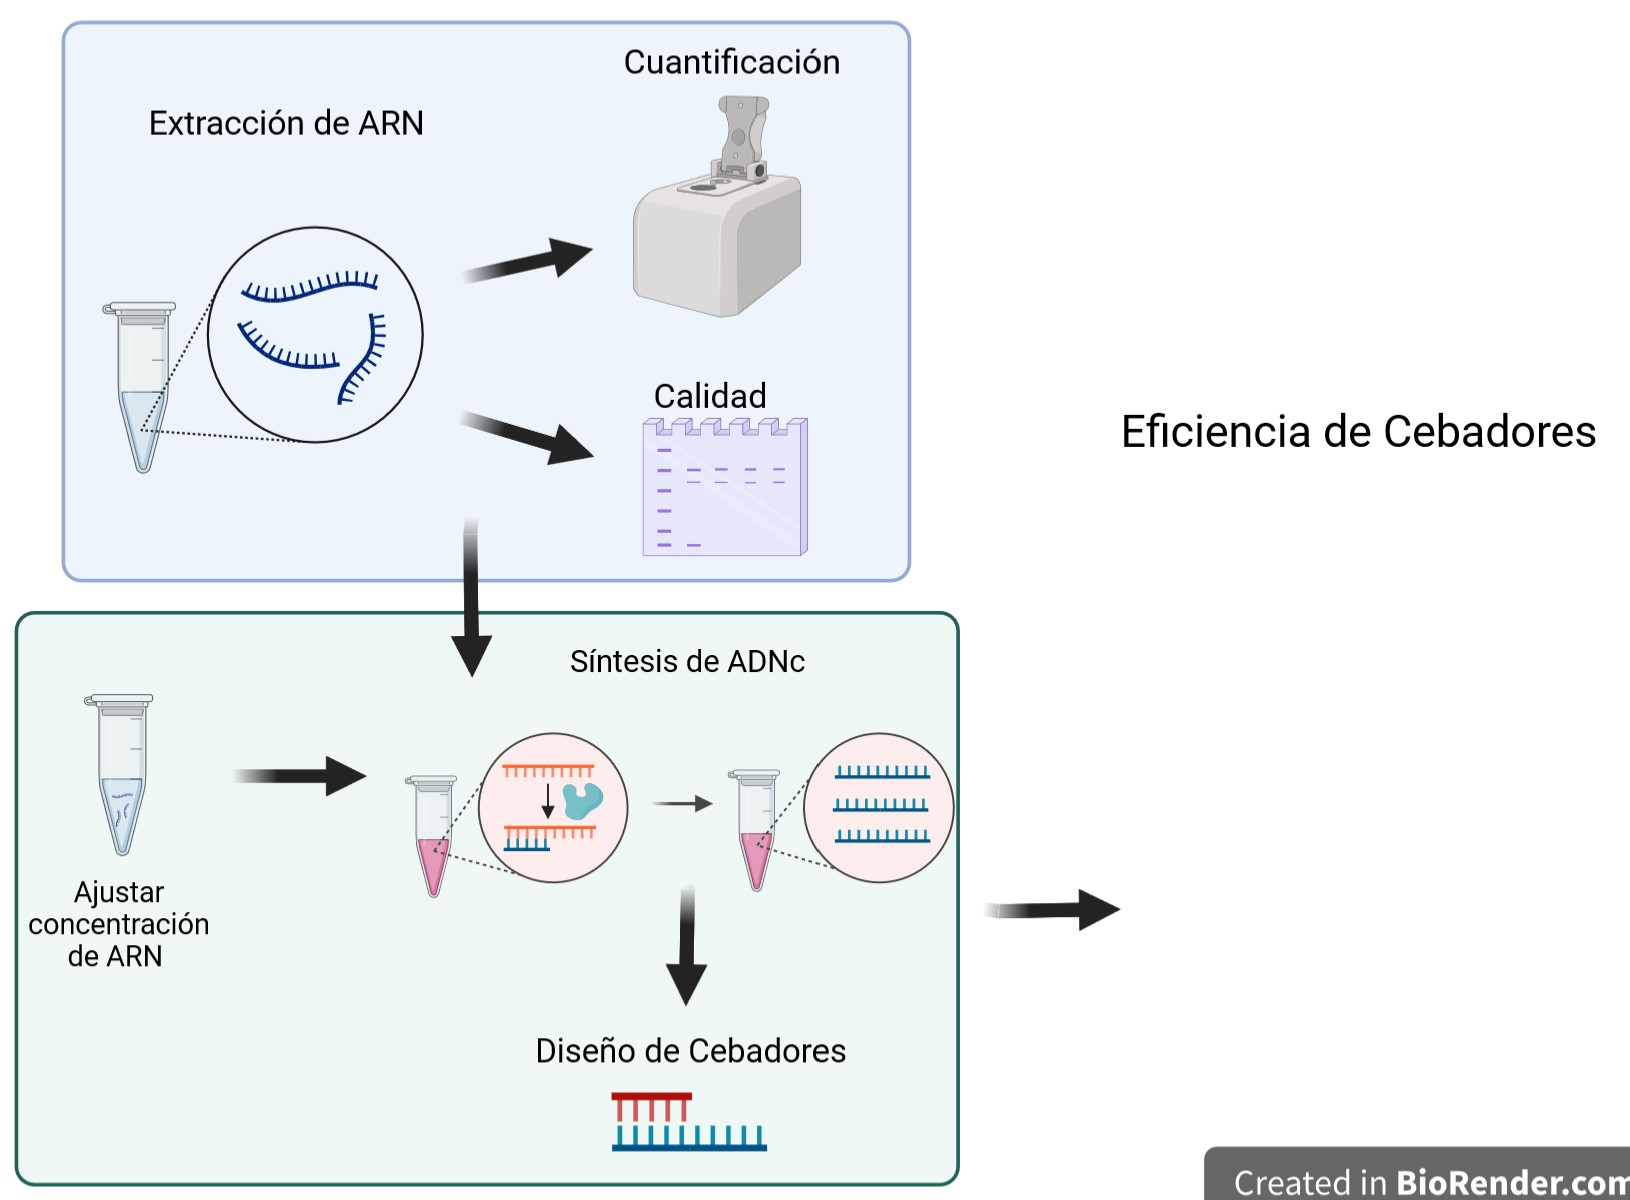 Cuantificación
Extracción de ARN
Calidad
Eficiencia de Cebadores
Síntesis de ADNc
Ajustar
concentración
de ARN
Diseño de Cebadores
Created in BioRender.com